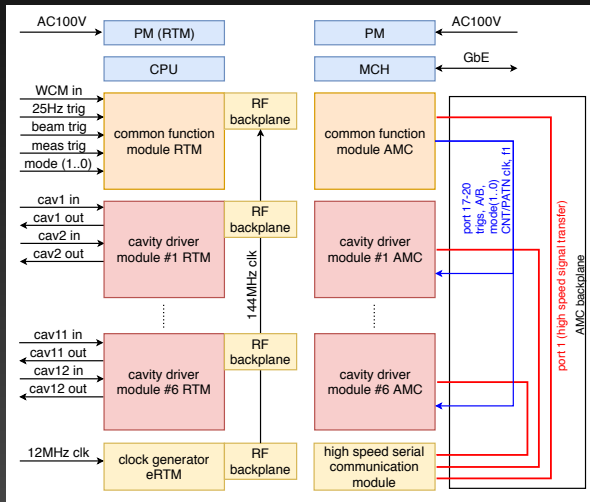 AC100V
PM (RTM)
PM
AC100V
CPU
MCH
GbE
WCM in
25Hz trig
beam trig
meas trig
mode (1..0)
common function
module RTM
RF
backplane
common function
module AMC
cav1 in
cav1 out
cav2 in
cav2 out
cavity driver
module #1 RTM
RF
backplane
cavity driver
module #1 AMC
port 17-20
trigs, A/B,
mode(1..0)
CNT/PATN clk, f1
port 1 (high speed signal transfer)
AMC backplane
144MHz clk
cav11 in
cav11 out
cav12 in
cav12 out
cavity driver
module #6 RTM
RF
backplane
cavity driver
module #6 AMC
12MHz clk
clock generator
eRTM
RF
backplane
high speed serial
communication
module